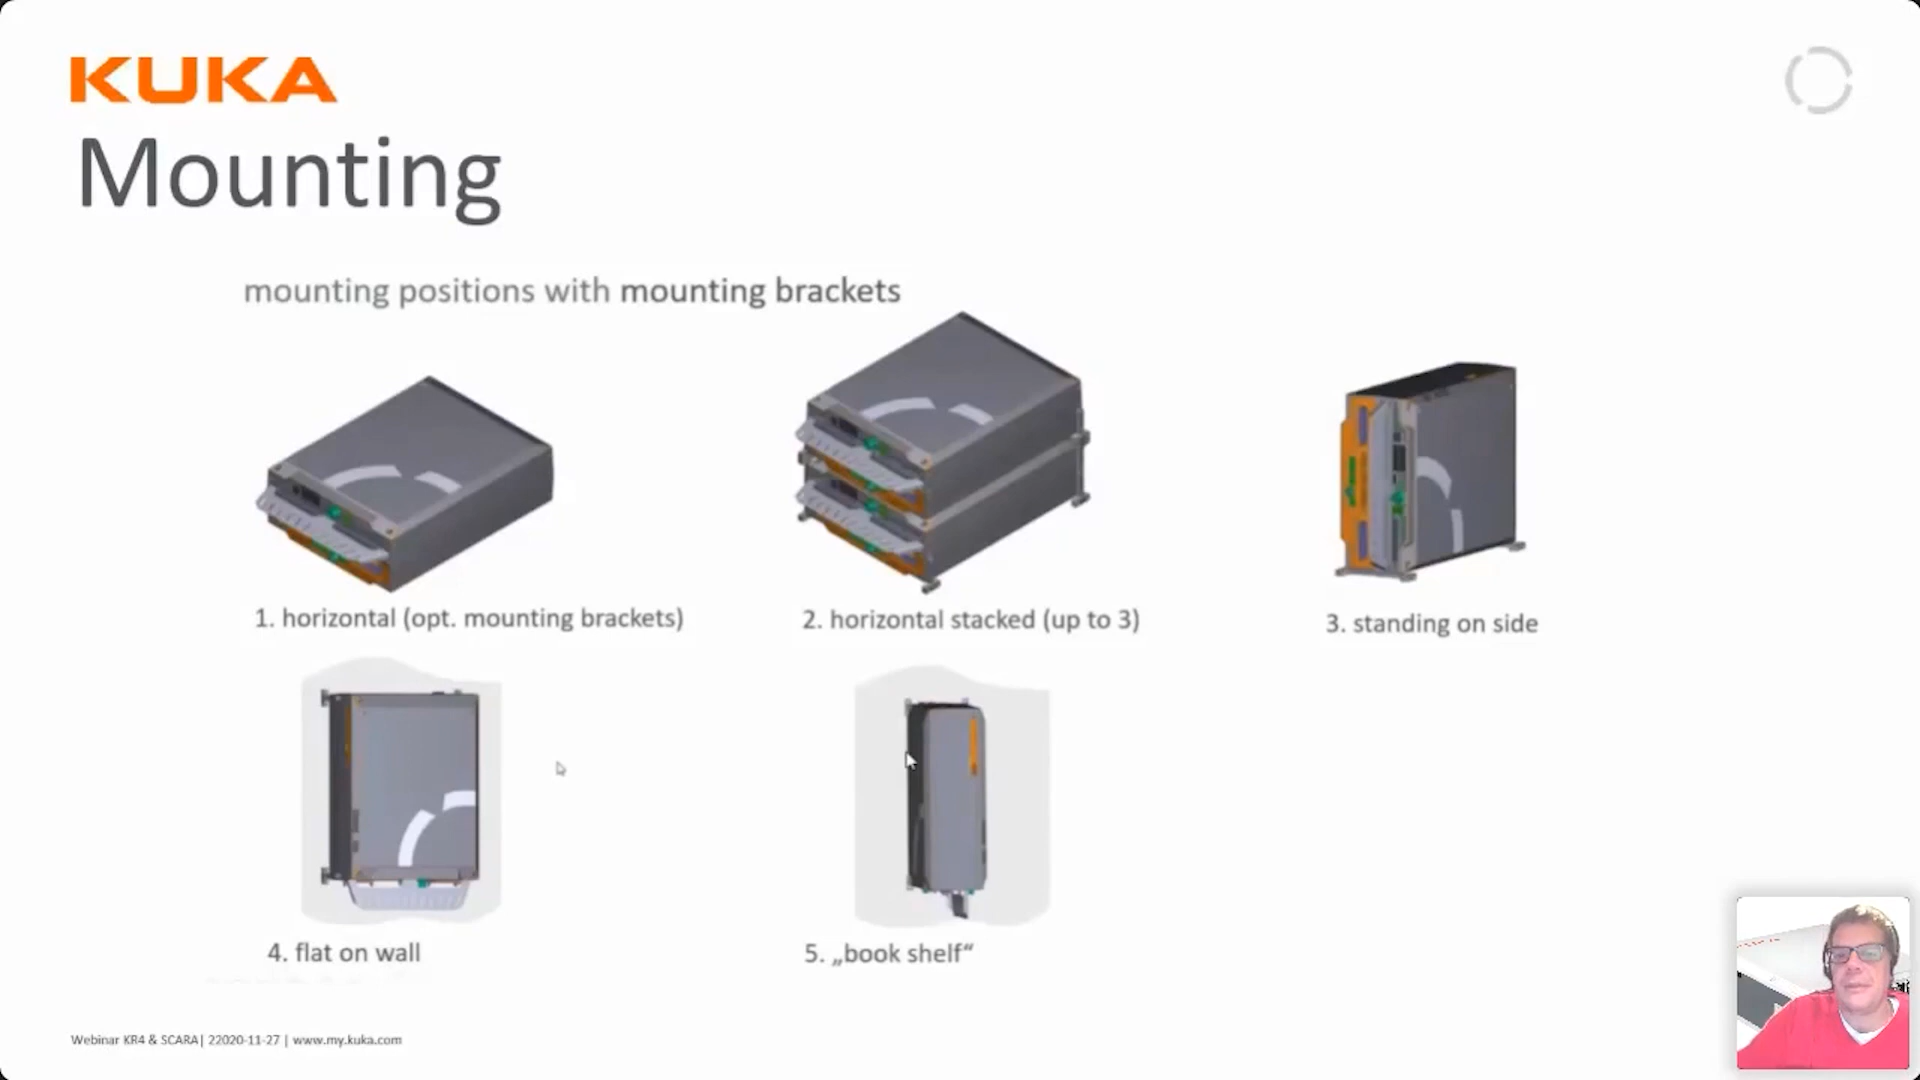 KUKA
Mounting
mounting positions with mounting brackets
1. horizontal (opt. mounting brackets)
2. horizontal stacked (up to 3)
3. standing on side
4. flat on wall
5. „book shelf“
Webinar KR4 & SCARA| 22020-11-27 | www.my.kuka.com